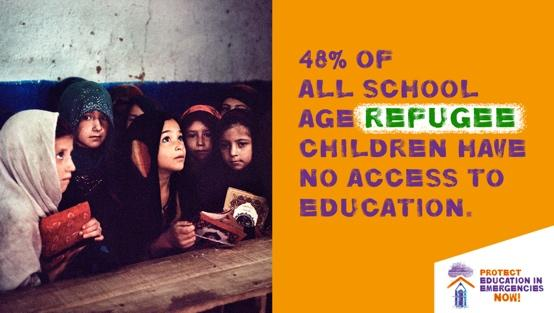 48% OF
ALL SCHOOL
AGE REFUGEE
CHILDREN HAVE
NO ACCESS TO
EDUCATION.
PROTECT
EDUCATION IN
EMERGENCIES
NOW!